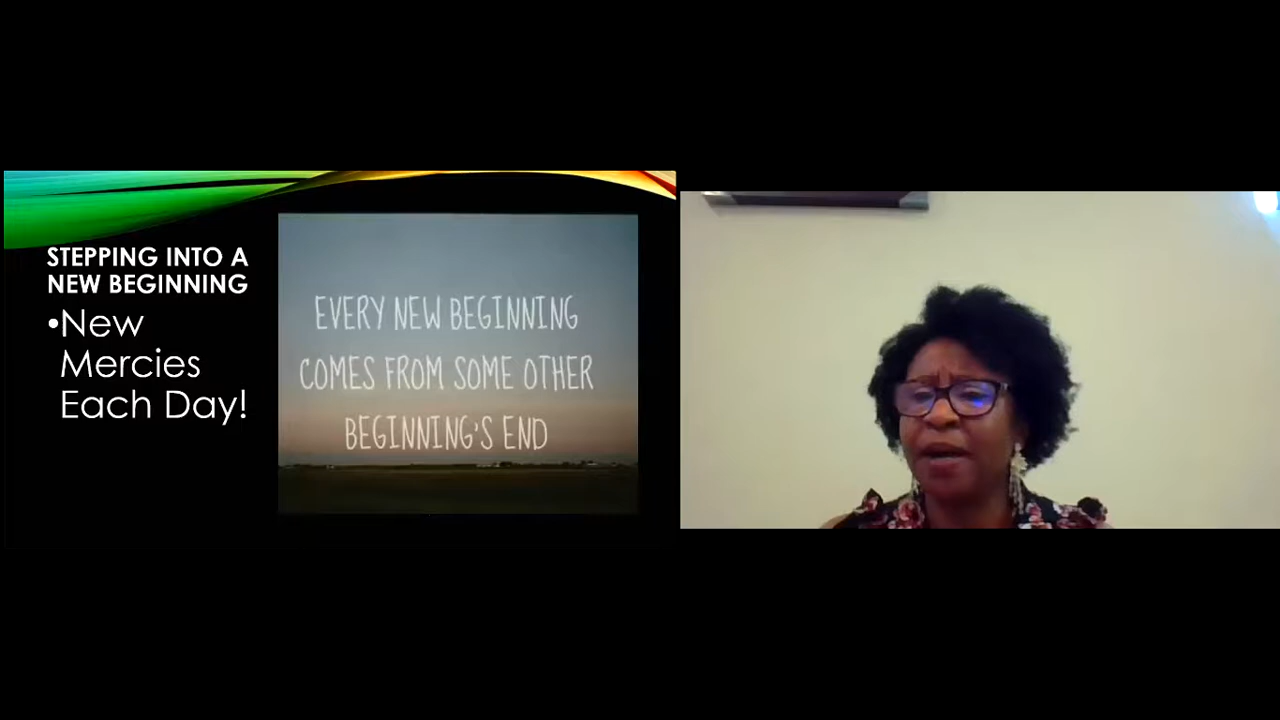 STEPPING INTO A
NEW BEGINNING
•New
Mercies
Each Day!
EVERY NEW BEGINNING
COMES FROM SOME OTHER
BEGINNING'S END